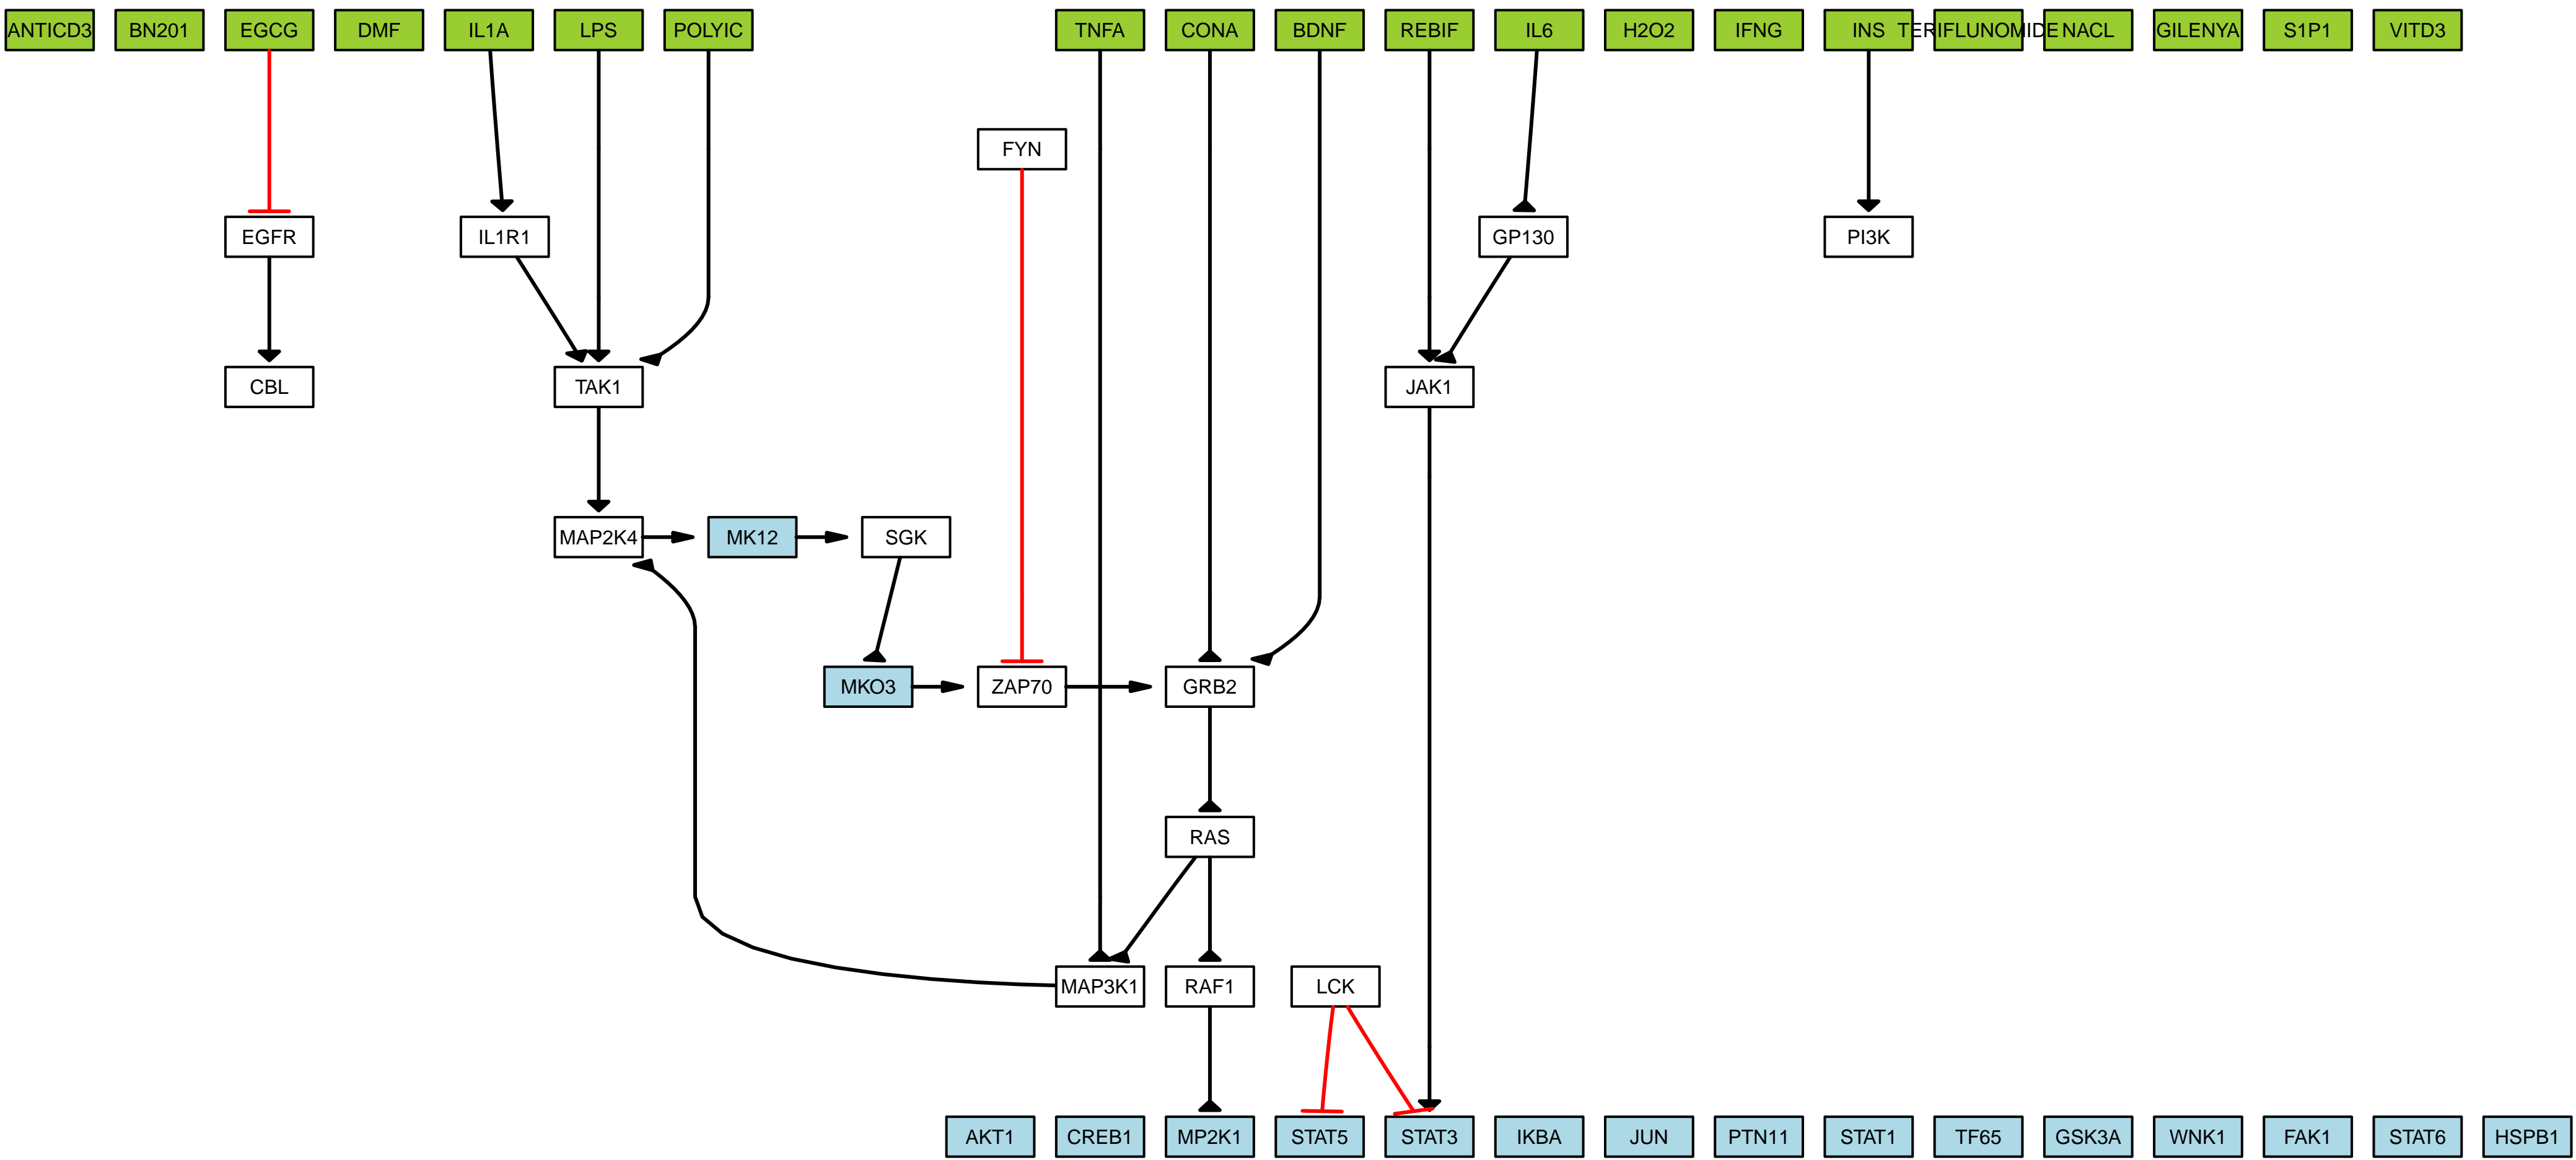 ANTICD3
BN201
EGCG
DMF
IL1A
LPS
POLYIC
TNFA
CONA
BDNF
REBIF
IL6
H2O2
IFNG
INS
TERIFLUNOMIDE
NACL
GILENYA
S1P1
VITD3
FYN
EGFR
IL1R1
GP130
PI3K
CBL
TAK1
JAK1
MAP2K4
MK12
SGK
MKO3
ZAP70
GRB2
RAS
MAP3K1
RAF1
LCK
AKT1
CREB1
MP2K1
STAT5
STAT3
IKBA
JUN
PTN11
STAT1
TF65
GSK3A
WNK1
FAK1
STAT6
HSPB1